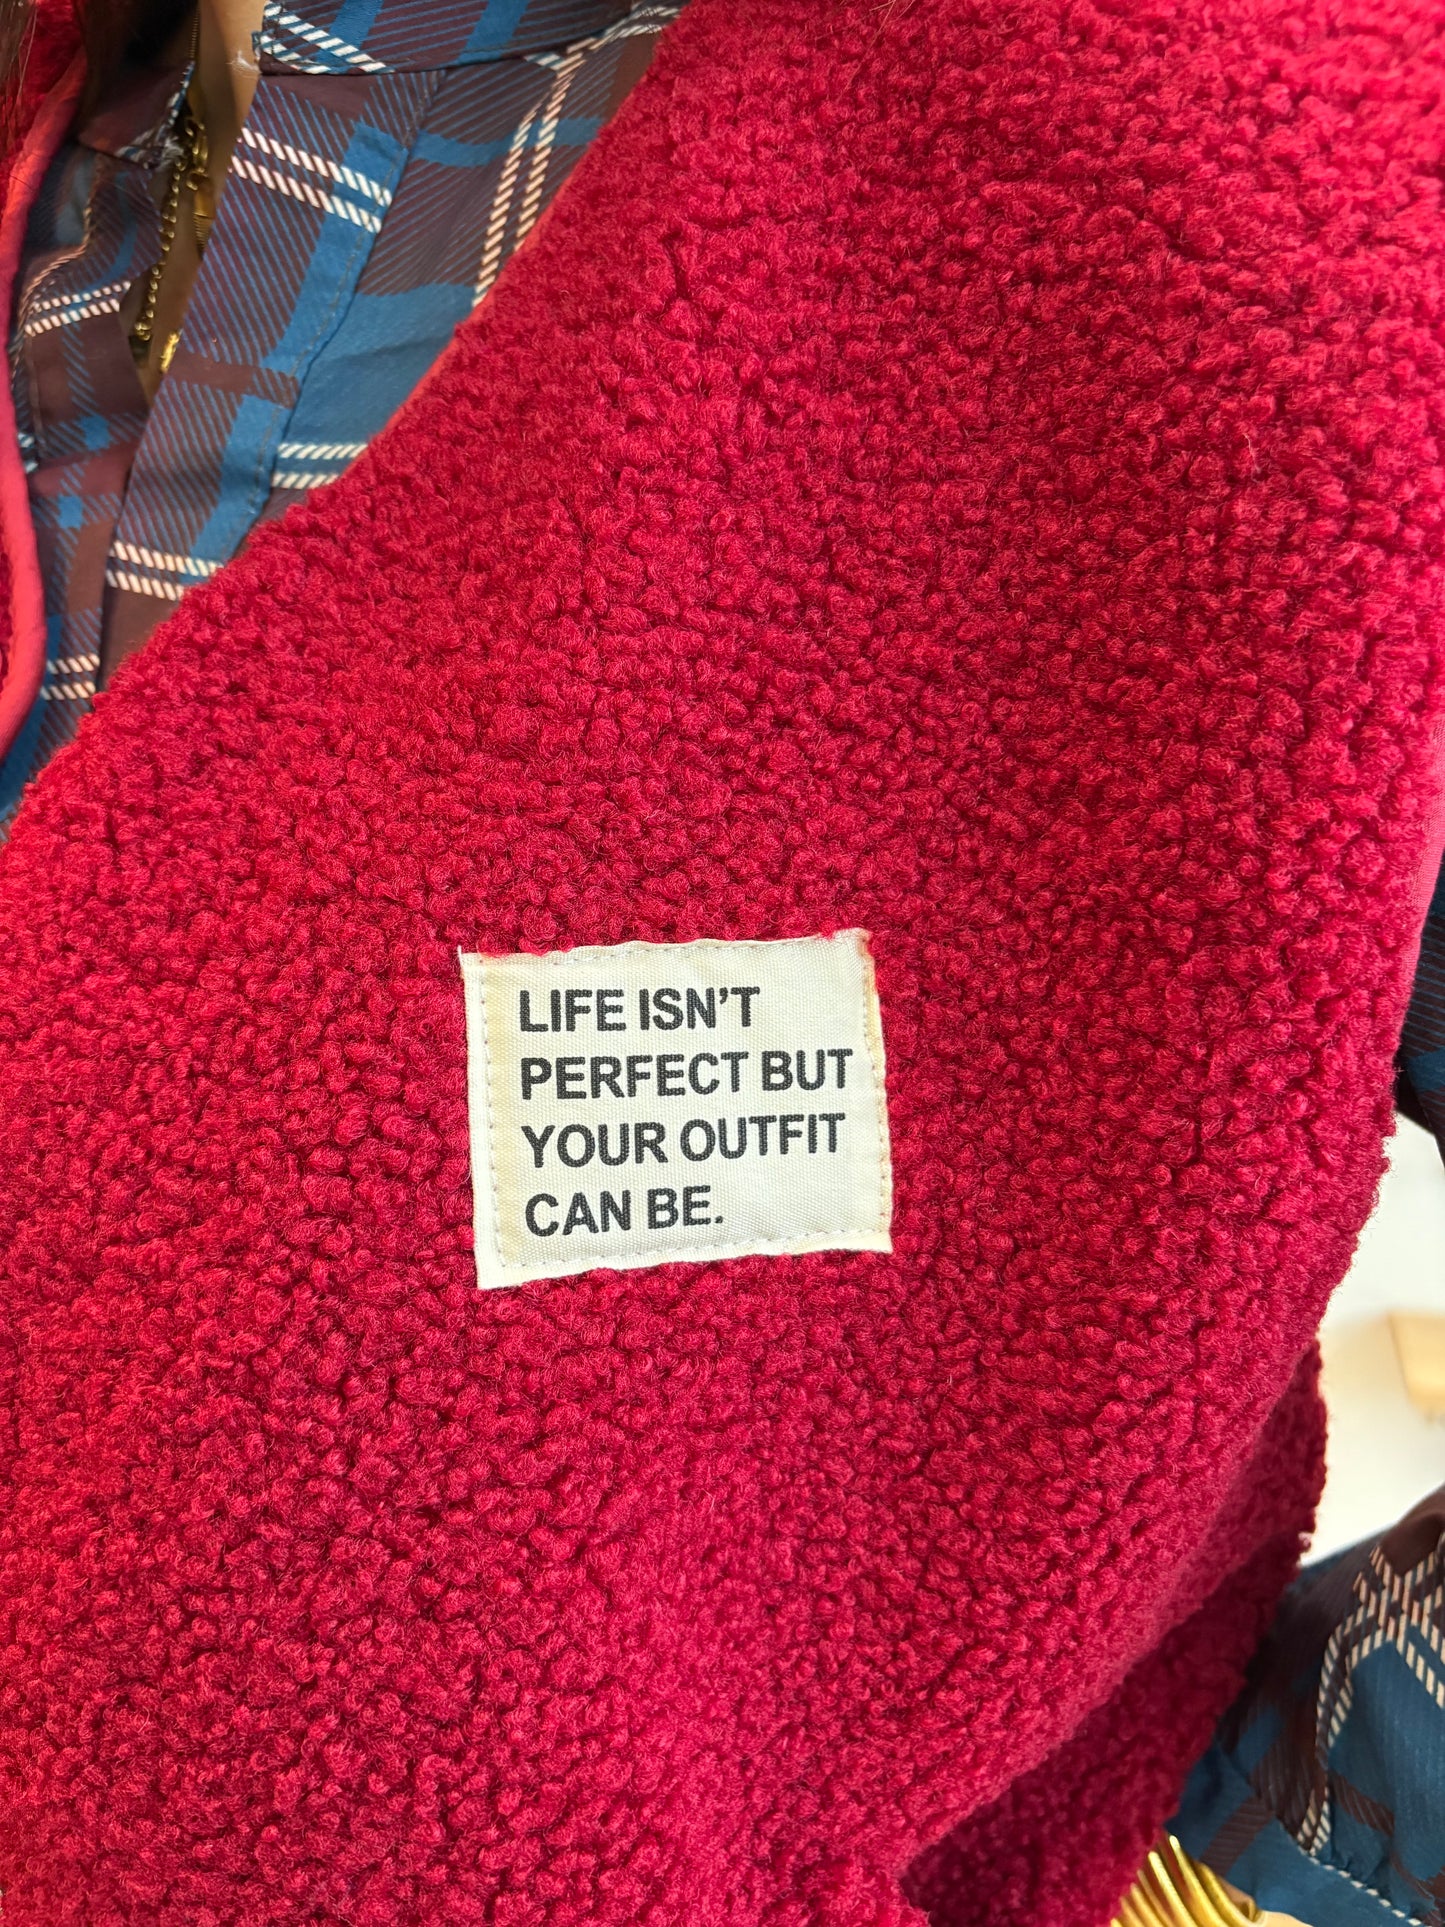 LIFE ISN’T
PERFECT BUT
YOUR OUTFIT
CAN BE.